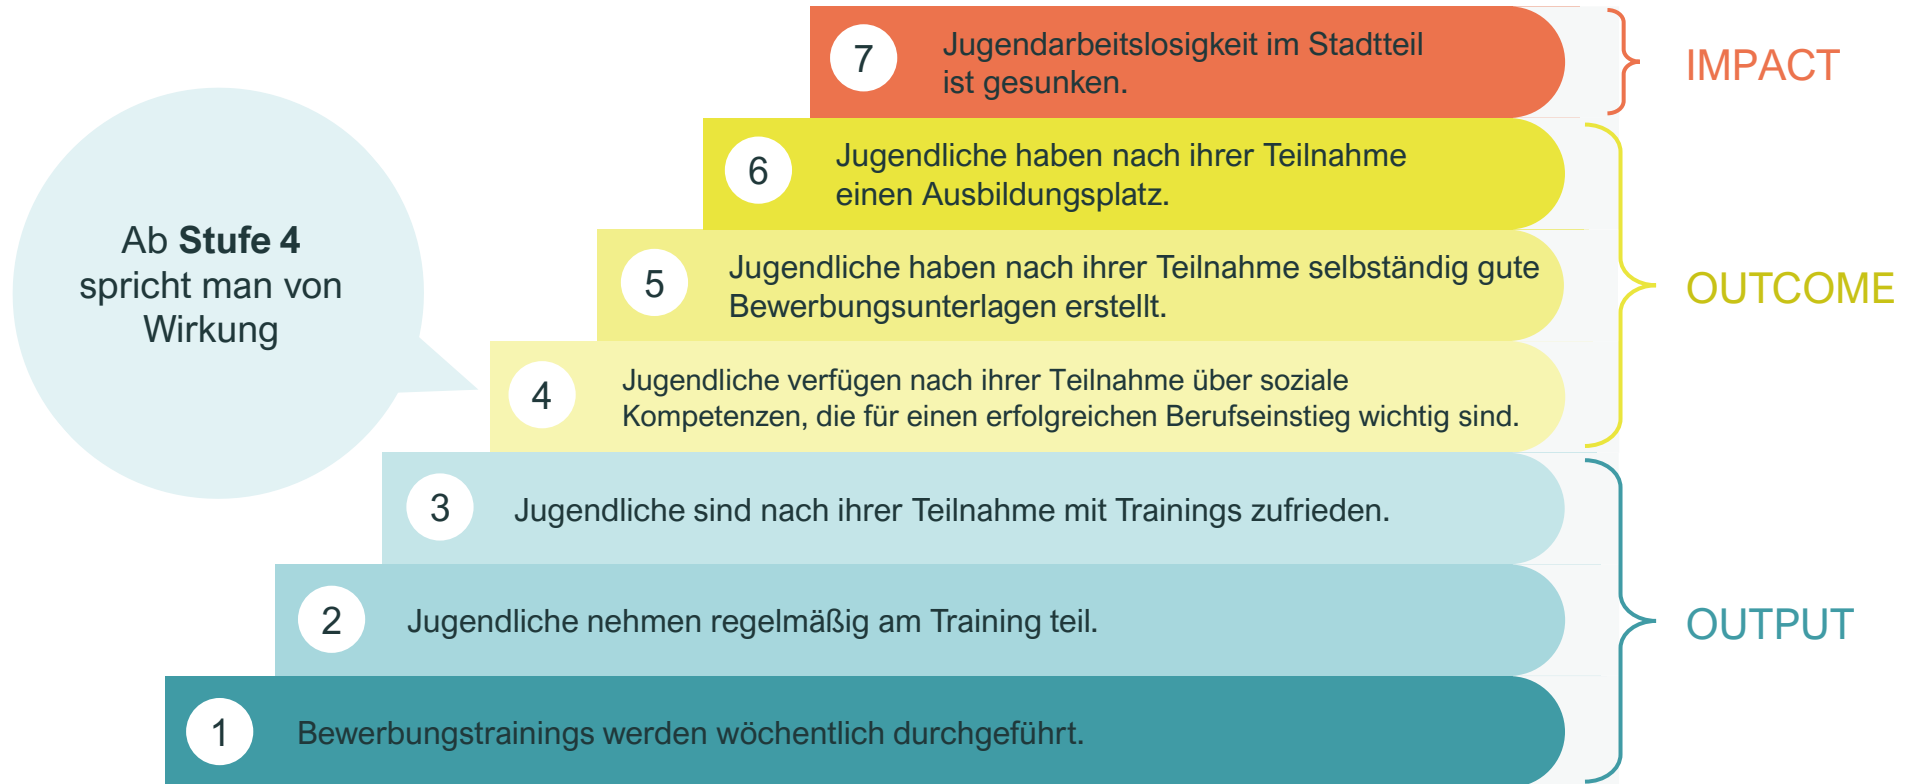 7
Jugendarbeitslosigkeit im Stadtteil
ist gesunken.
IMPACT
6
Jugendliche haben nach ihrer Teilnahme
einen Ausbildungsplatz.
5
Jugendliche haben nach ihrer Teilnahme selbständig gute
Bewerbungsunterlagen erstellt.
OUTCOME
4
Jugendliche verfügen nach ihrer Teilnahme über soziale
Kompetenzen, die für einen erfolgreichen Berufseinstieg wichtig sind.
Ab Stufe 4
spricht man von
Wirkung
3
Jugendliche sind nach ihrer Teilnahme mit Trainings zufrieden.
2
Jugendliche nehmen regelmäßig am Training teil.
OUTPUT
1
Bewerbungstrainings werden wöchentlich durchgeführt.